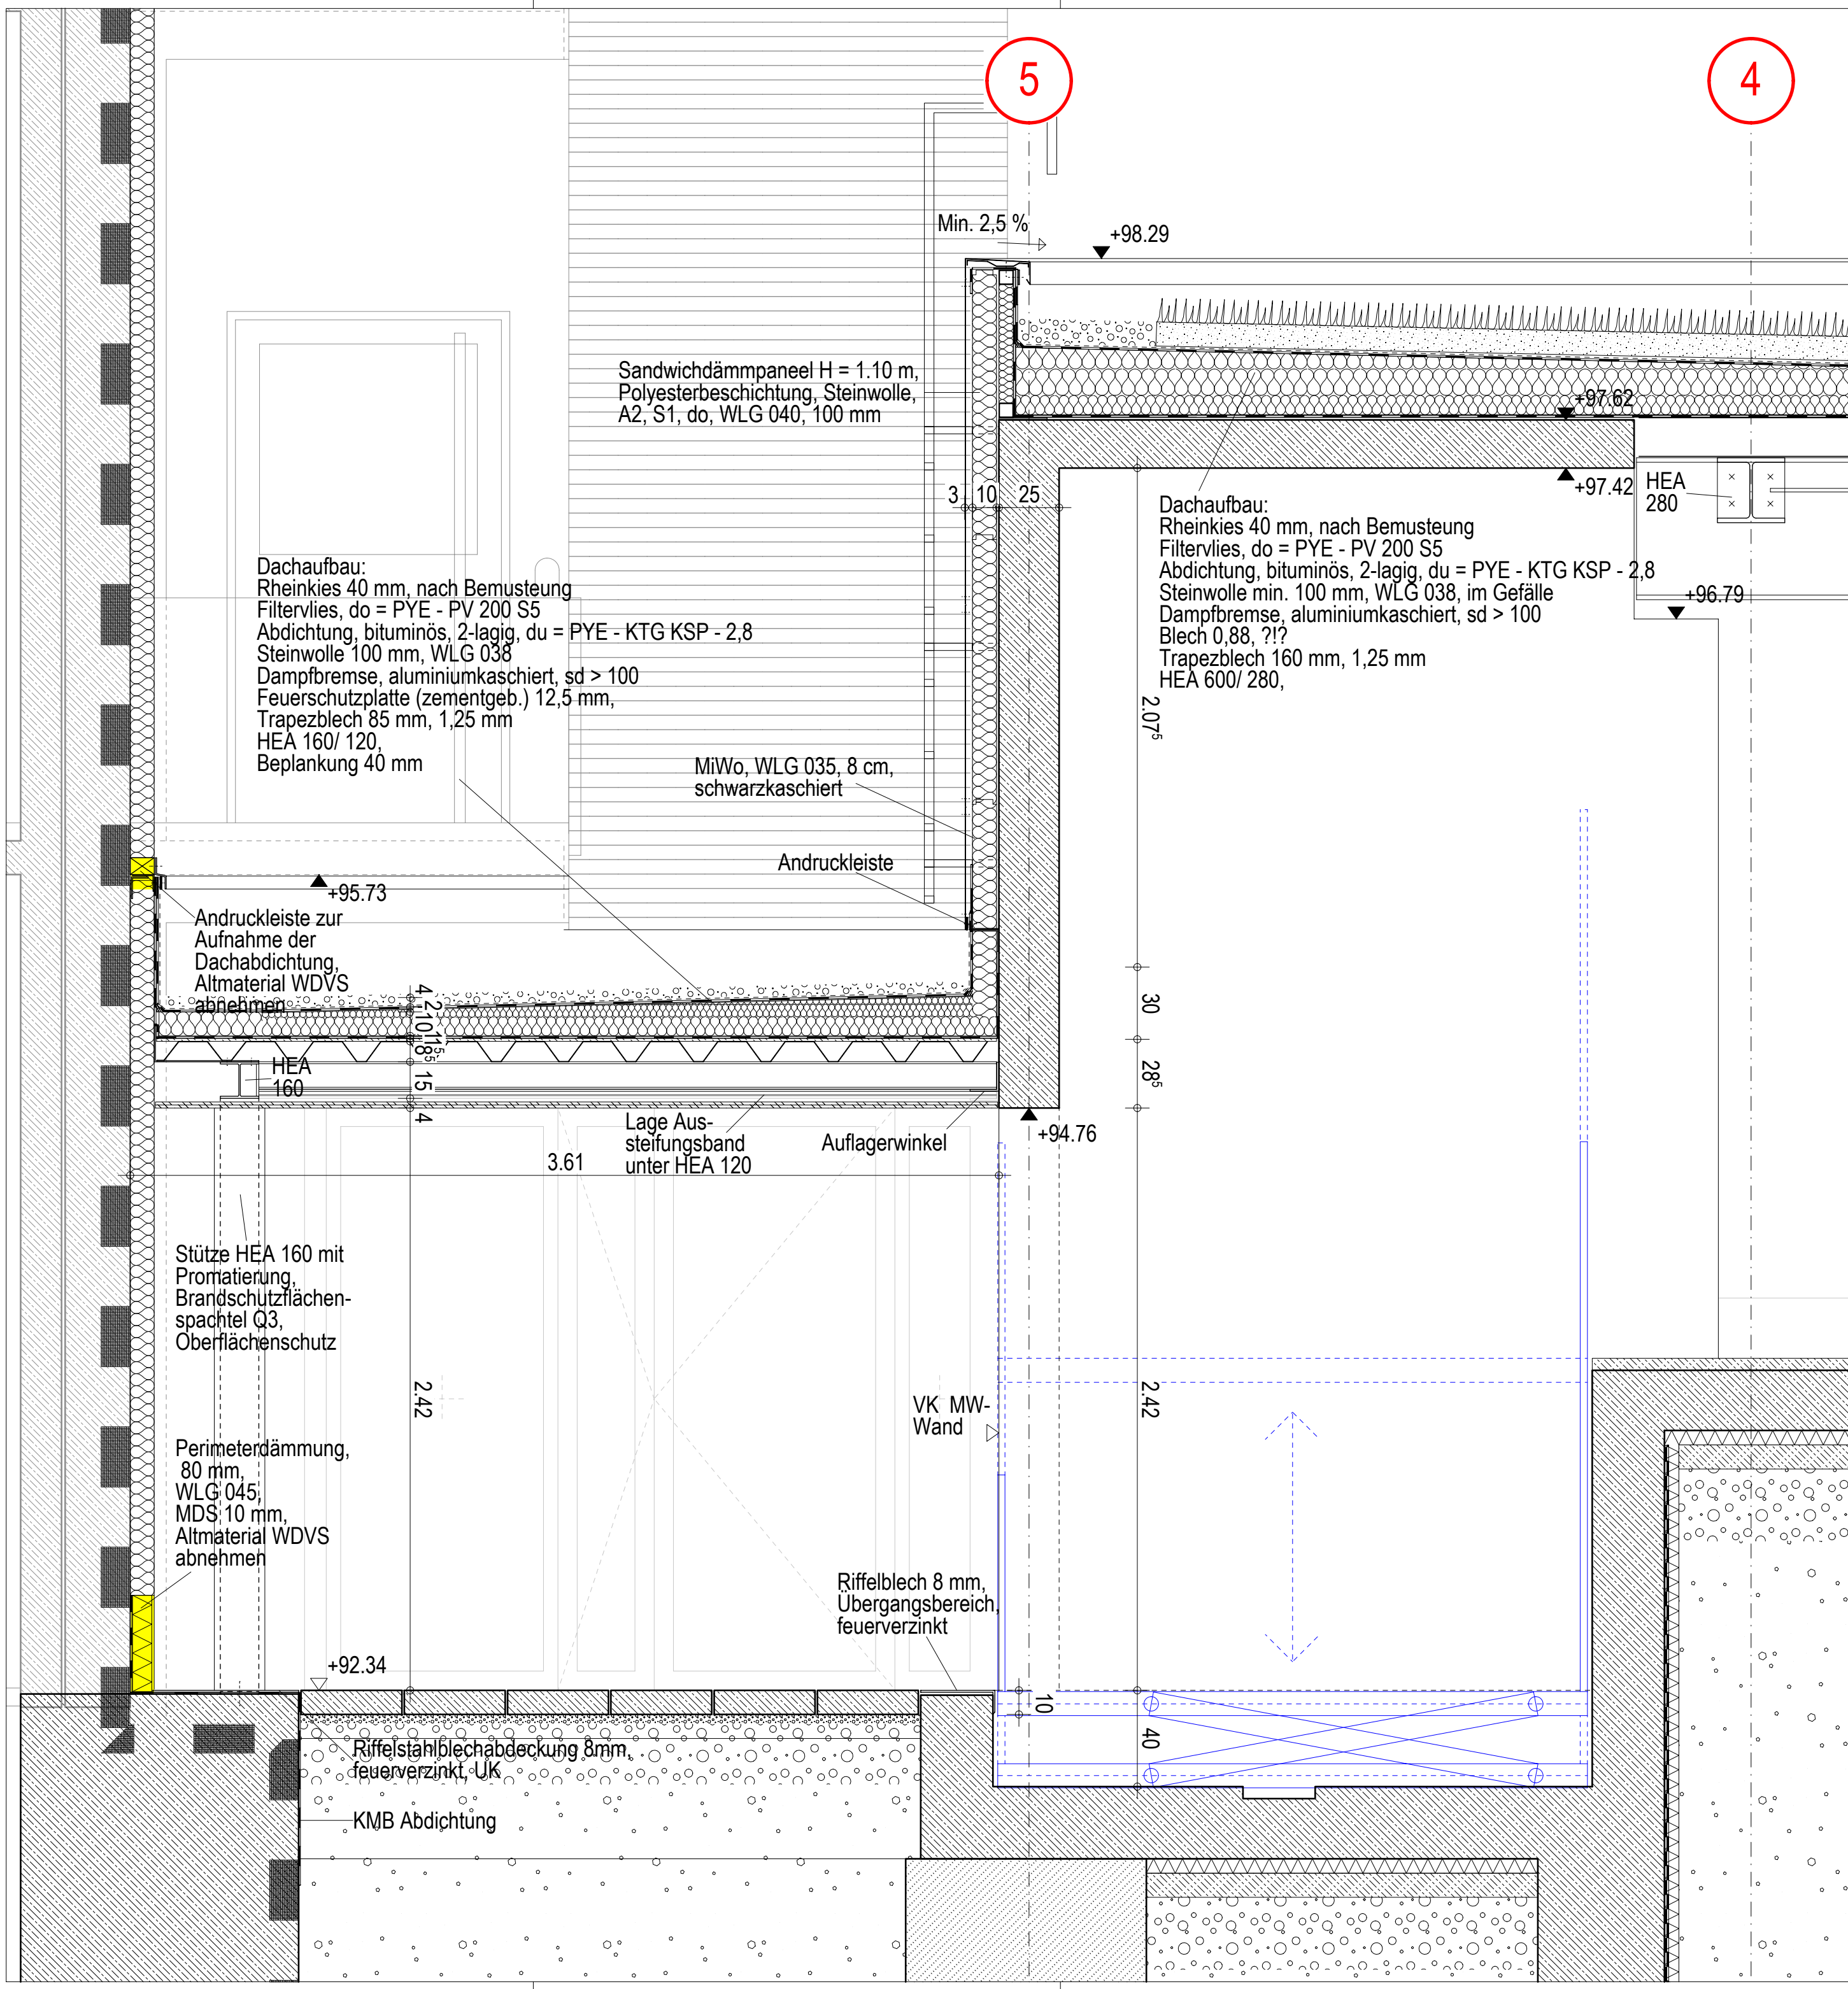 5
4
Min. 2,5 %
+98.29
Sandwichdämmpaneel H = 1.10 m,
Polyesterbeschichtung, Steinwolle,
A2, S1, do, WLG 040, 100 mm
+97.62
+97.42
HEA
280
3
10
25
Dachaufbau:
Rheinkies 40 mm, nach Bemusteung
Filtervlies, do = PYE - PV 200 S5
Abdichtung, bituminös, 2-lagig, du = PYE - KTG KSP - 2,8
Steinwolle min. 100 mm, WLG 038, im Gefälle
Dampfbremse, aluminiumkaschiert, sd > 100
Blech 0,88, ?!?
Trapezblech 160 mm, 1,25 mm
HEA 600/ 280,
+96.79
Dachaufbau:
Rheinkies 40 mm, nach Bemusteung
Filtervlies, do = PYE - PV 200 S5
Abdichtung, bituminös, 2-lagig, du = PYE - KTG KSP - 2,8
Steinwolle 100 mm, WLG 038
Dampfbremse, aluminiumkaschiert, sd > 100
Feuerschutzplatte (zementgeb.) 12,5 mm,
Trapezblech 85 mm, 1,25 mm
HEA 160/ 120,
Beplankung 40 mm
2.07⁵
MiWo, WLG 035, 8 cm,
schwarzkaschiert
Andruckleiste
+95.73
Andruckleiste zur
Aufnahme der
Dachabdichtung,
Altmaterial WDVS
abnehmen
4
2
10
1⁵
8⁵
15
4
30
28⁵
HEA
160
Lage Aus-
steifungsband
unter HEA 120
Auflagerwinkel
+94.76
3.61
Stütze HEA 160 mit
Promatierung,
Brandschutzflächen-
spachtel Q3,
Oberflächenschutz
2.42
VK MW-
Wand
2.42
Perimeterdämmung,
80 mm,
WLG 045,
MDS 10 mm,
Altmaterial WDVS
abnehmen
Riffelblech 8 mm,
Übergangsbereich,
feuerverzinkt
+92.34
10
40
Riffelstahlblechabdeckung 8mm,
feuerverzinkt, UK
KMB Abdichtung